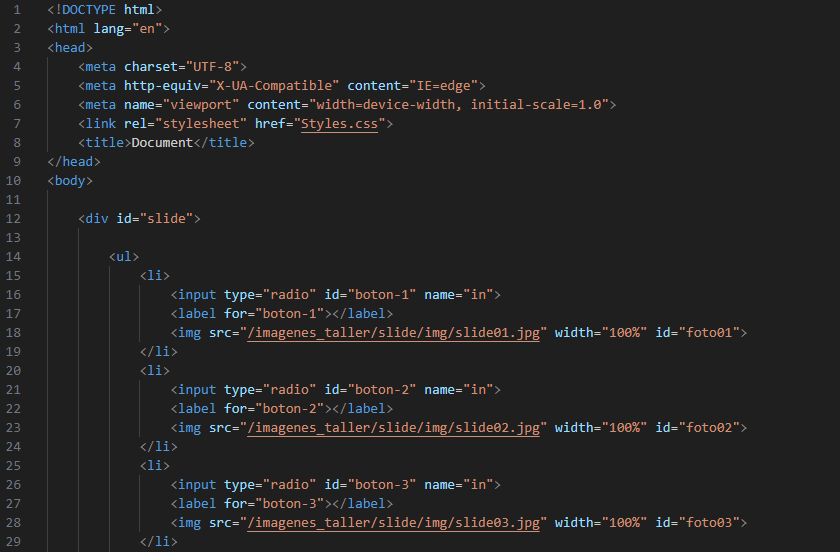 1 <!DOCTYPE html>
2 <html lang="en">
3 <head>
4     <meta charset="UTF-8">
5     <meta http-equiv="X-UA-Compatible" content="IE=edge">
6     <meta name="viewport" content="width=device-width, initial-scale=1.0">
7     <link rel="stylesheet" href="Styles.css">
8     <title>Document</title>
9 </head>
10 <body>
11
12     <div id="slide">
13
14         <ul>
15             <li>
16                 <input type="radio" id="boton-1" name="in">
17                 <label for="boton-1"></label>
18                 <img src="/imagenes_taller/slide/img/slide01.jpg" width="100%" id="foto01">
19             </li>
20             <li>
21                 <input type="radio" id="boton-2" name="in">
22                 <label for="boton-2"></label>
23                 <img src="/imagenes_taller/slide/img/slide02.jpg" width="100%" id="foto02">
24             </li>
25             <li>
26                 <input type="radio" id="boton-3" name="in">
27                 <label for="boton-3"></label>
28                 <img src="/imagenes_taller/slide/img/slide03.jpg" width="100%" id="foto03">
29             </li>